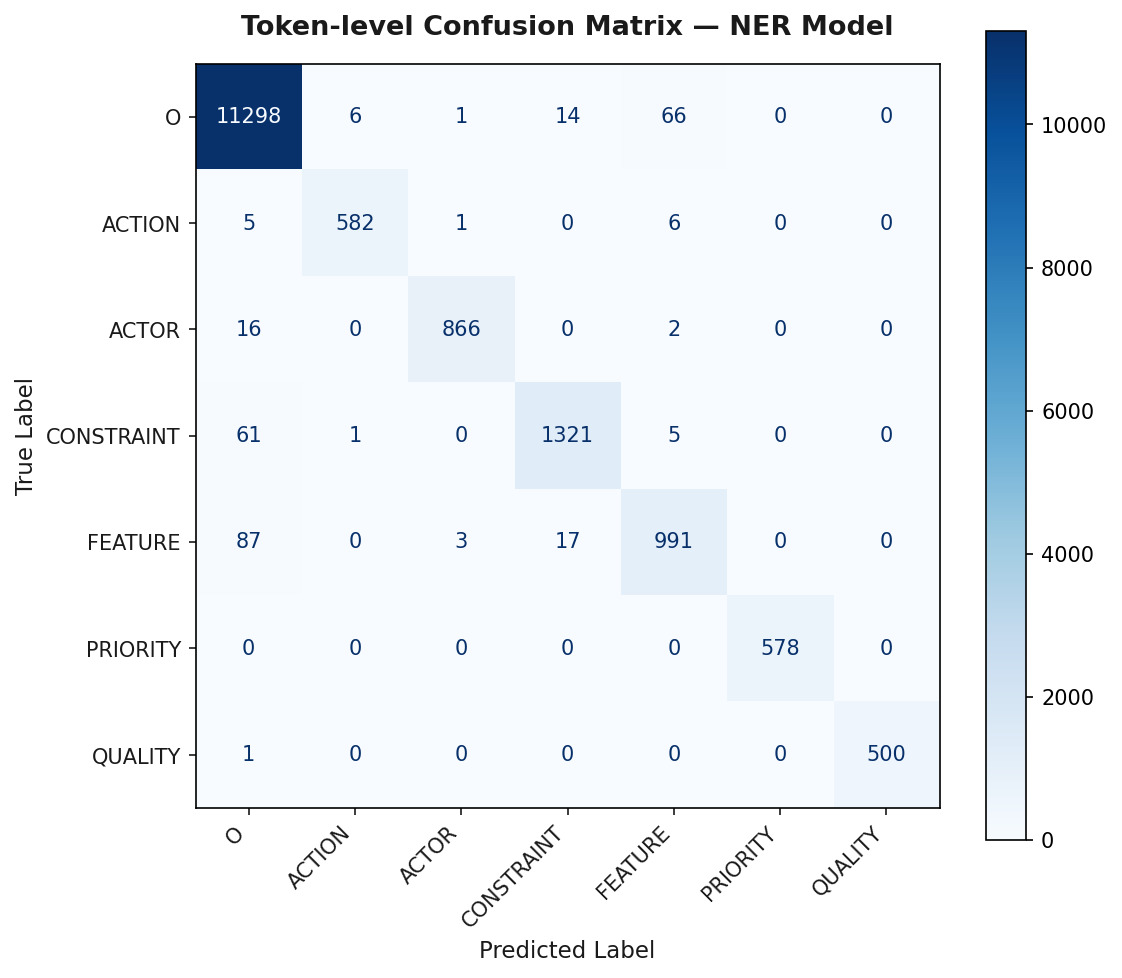 Token-level Confusion Matrix — NER Model
O 11298 6 1 14 66 0 0
ACTION 5 582 1 0 6 0 0
ACTOR 16 0 866 0 2 0 0
CONSTRAINT 61 1 0 1321 5 0 0
FEATURE 87 0 3 17 991 0 0
PRIORITY 0 0 0 0 0 578 0
QUALITY 1 0 0 0 0 0 500
True Label
O ACTION ACTOR CONSTRAINT FEATURE PRIORITY QUALITY
Predicted Label
10000
8000
6000
4000
2000
0